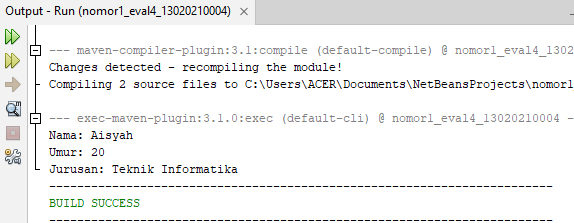 Output - Run (nomor1_eval4_13020210004)
--- maven-compiler-plugin:3.1:compile (default-compile) @ nomor1_eval4_1302
Changes detected - recompiling the module!
Compiling 2 source files to C:\Users\ACER\Documents\NetBeansProjects\nomor1
--- exec-maven-plugin:3.1.0:exec (default-cli) @ nomor1_eval4_13020210004 -
Nama: Aisyah
Umur: 20
Jurusan: Teknik Informatika
------------------------------------------------------------------------
BUILD SUCCESS
------------------------------------------------------------------------